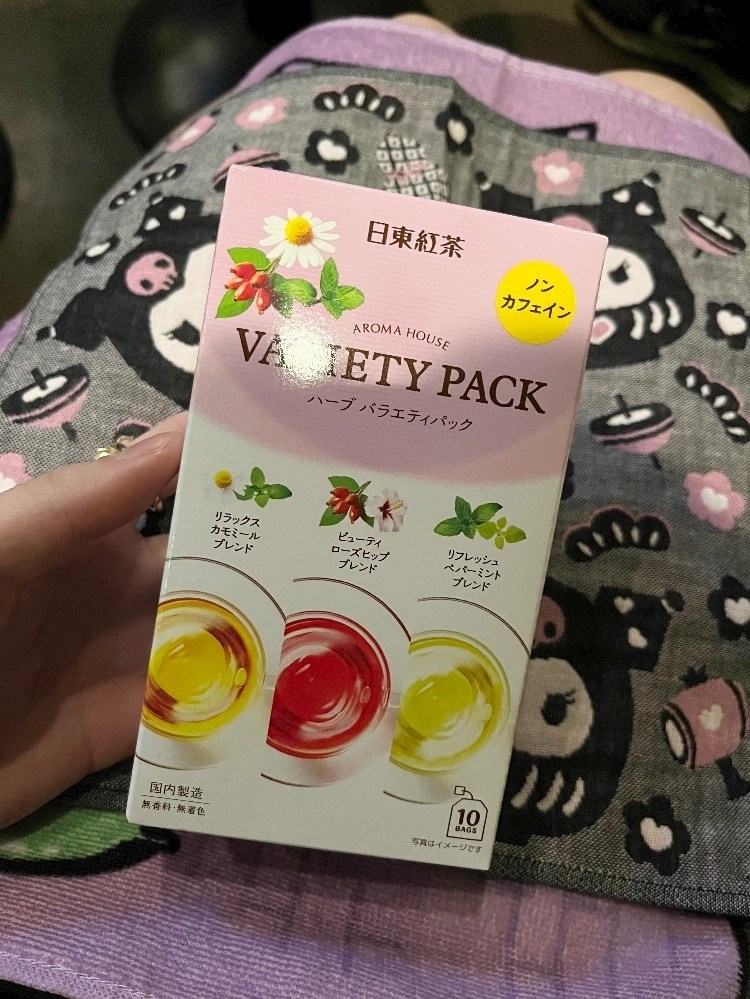 日東紅茶
ノン
カフェイン
AROMA HOUSE
VARIETY PACK
ハーブ バラエティパック
リラックス
カモミール
ブレンド
ビューティ
ローズヒップ
ブレンド
リフレッシュ
ペパーミント
ブレンド
国内製造
無香料・無着色
10
BAGS
写真はイメージです